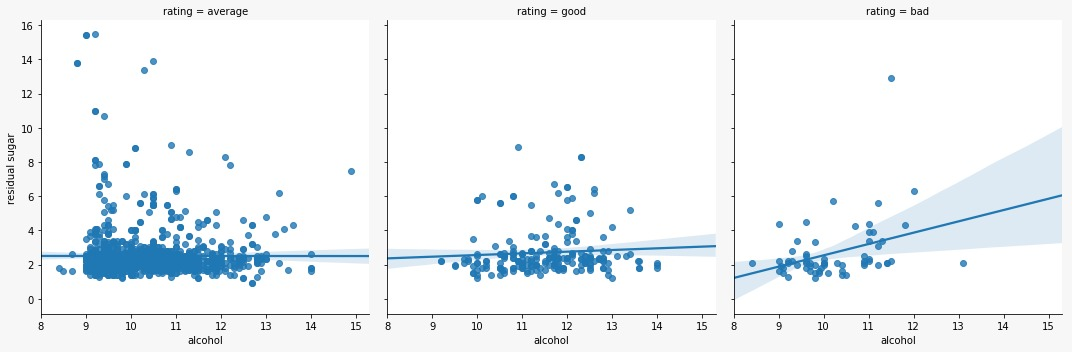 rating = average
rating = good
rating = bad
residual sugar
16
14
12
10
8
6
4
2
0
8 9 10 11 12 13 14 15
8 9 10 11 12 13 14 15
8 9 10 11 12 13 14 15
alcohol
alcohol
alcohol